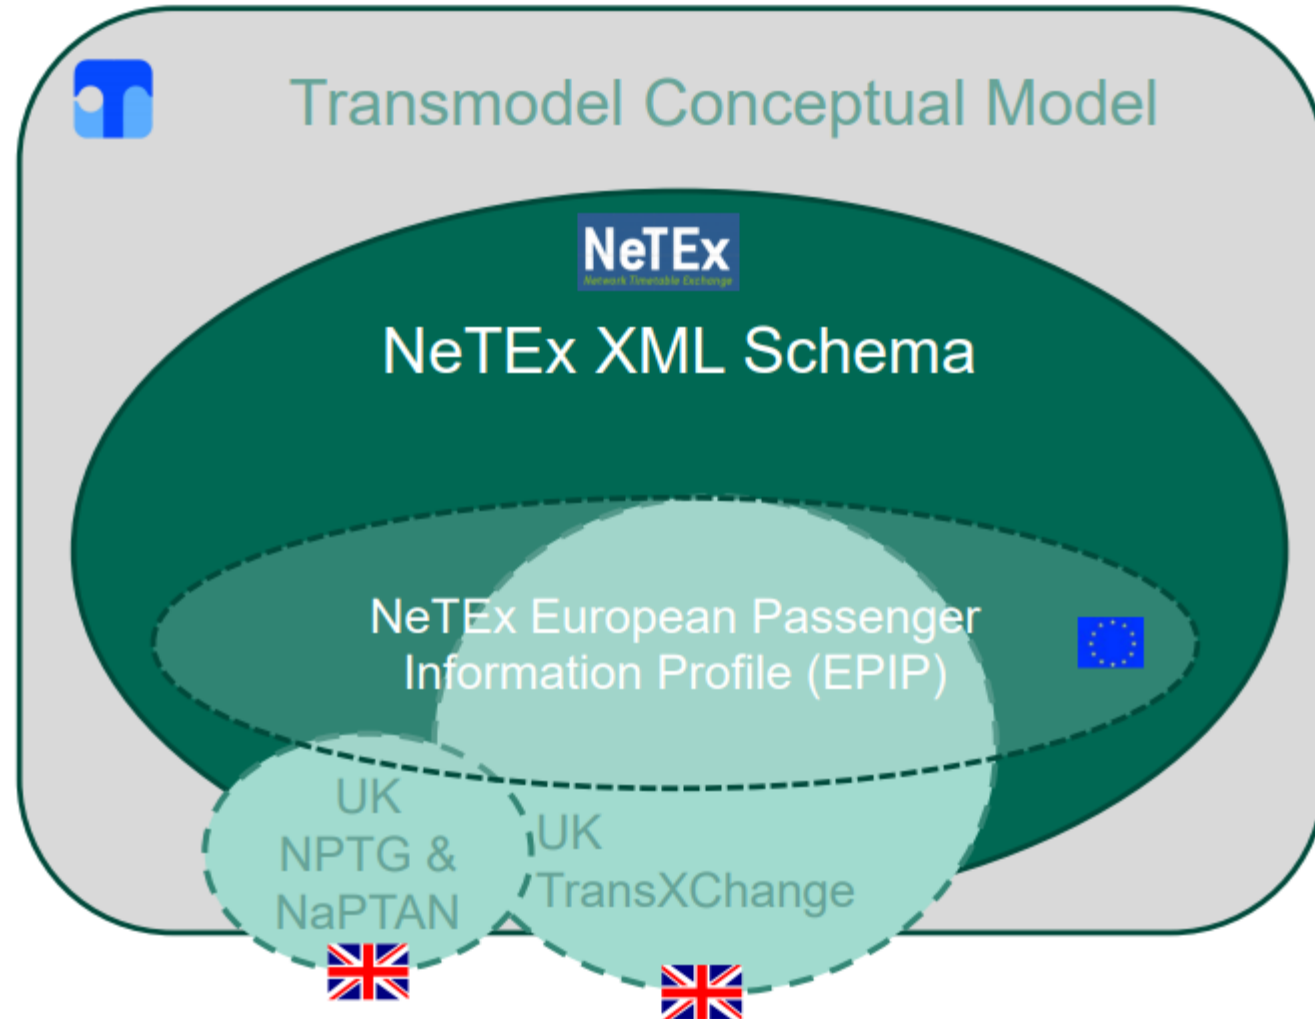 Transmodel Conceptual Model
NeTEx
Network Timetable Exchange
NeTEx XML Schema
NeTEx European Passenger
Information Profile (EPIP)
UK
NPTG &
NaPTAN
UK
TransXChange